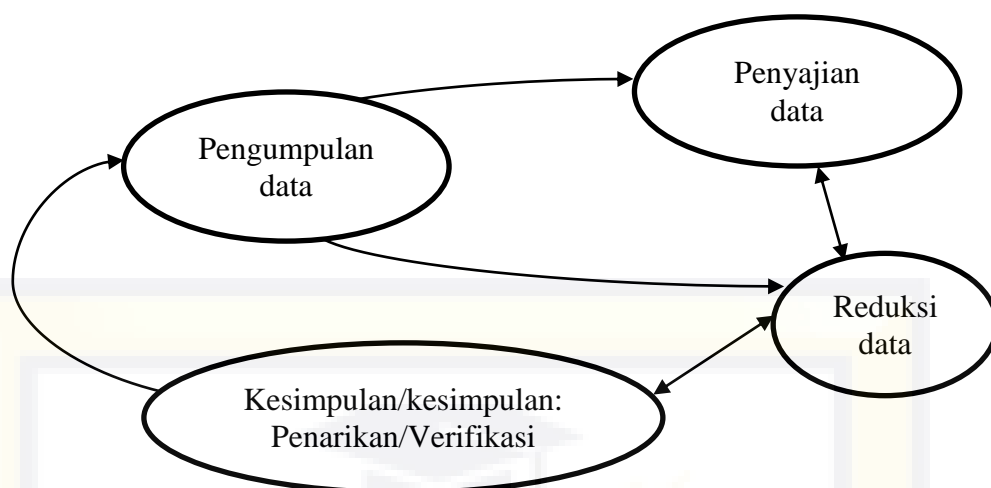 Penyajian
data
Pengumpulan
data
Reduksi
data
Kesimpulan/kesimpulan:
Penarikan/Verifikasi